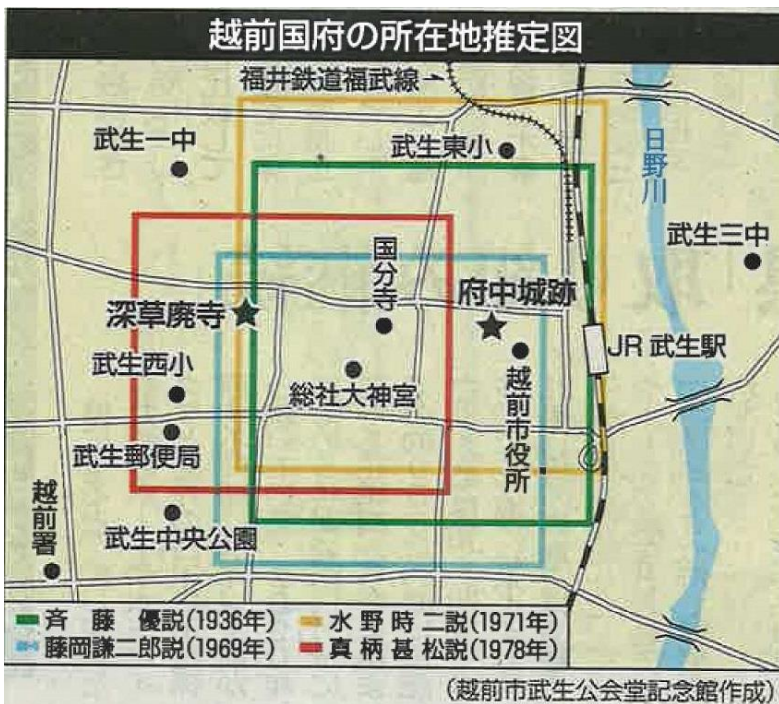 越前国府の所在地推定図
福井鉄道福武線→
武生一中
武生東小
日野川
武生三中
国分寺
府中城跡
深草廃寺
JR武生駅
武生西小
総社大神宮
越前市役所
武生郵便局
越前署
武生中央公園
斉藤 優説(1936年)
水野時二説(1971年)
藤岡謙二郎説(1969年)
真柄甚松説(1978年)
(越前市武生公会堂記念館作成)